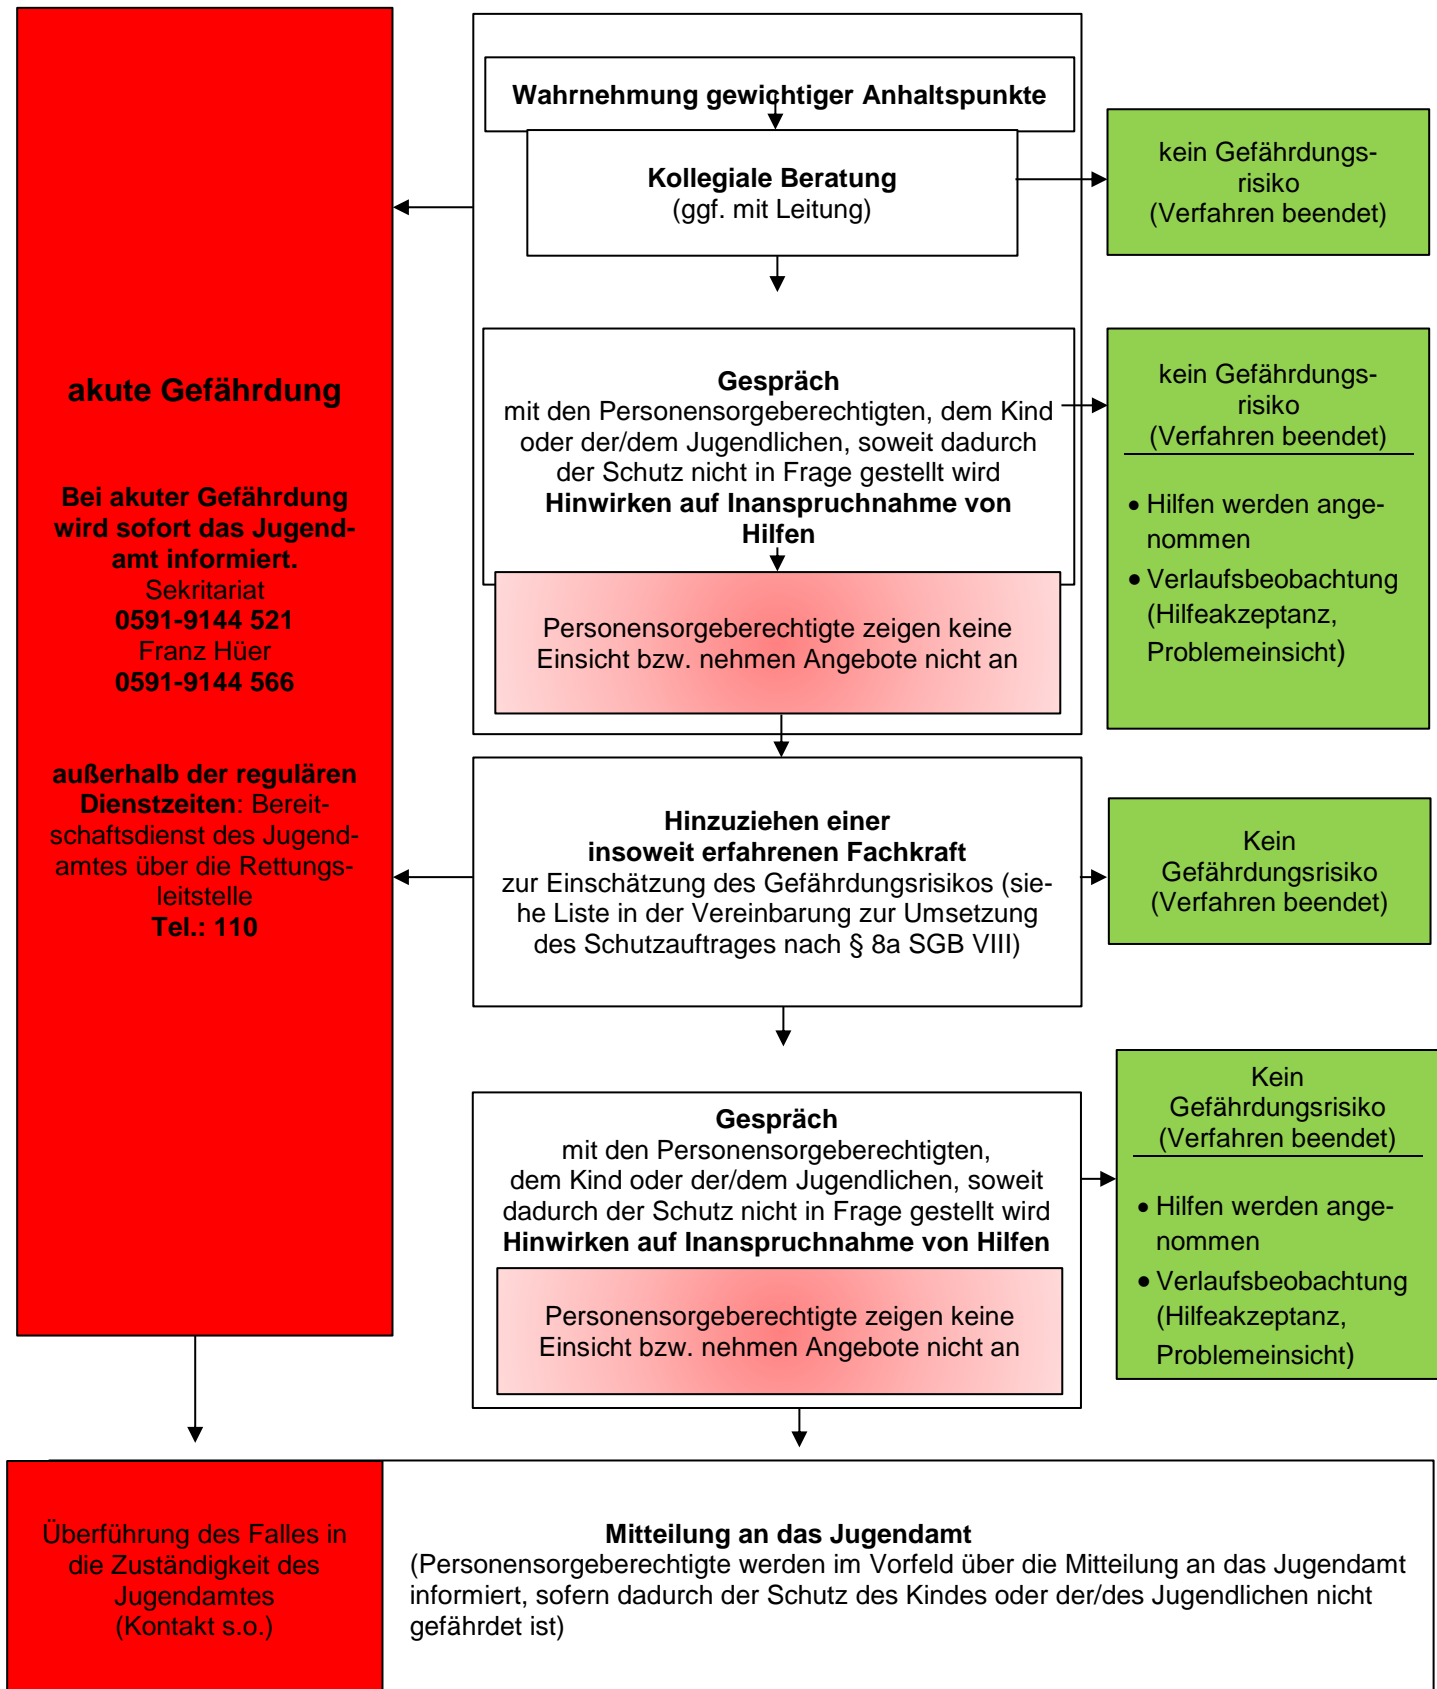 Wahrnehmung gewichtiger Anhaltspunkte
Kollegiale Beratung
(ggf. mit Leitung)
kein Gefährdungs-
risiko
(Verfahren beendet)
akute Gefährdung
Bei akuter Gefährdung
wird sofort das Jugend-
amt informiert.
Sekritariat
0591-9144 521
Franz Hüer
0591-9144 566
außerhalb der regulären
Dienstzeiten: Bereit-
schaftsdienst des Jugend-
amtes über die Rettungs-
leitstelle
Tel.: 110
Gespräch
mit den Personensorgeberechtigten, dem Kind
oder der/dem Jugendlichen, soweit dadurch
der Schutz nicht in Frage gestellt wird
Hinwirken auf Inanspruchnahme von
Hilfen
Personensorgeberechtigte zeigen keine
Einsicht bzw. nehmen Angebote nicht an
kein Gefährdungs-
risiko
(Verfahren beendet)
• Hilfen werden ange-
nommen
• Verlaufsbeobachtung
(Hilfeakzeptanz,
Problemeinsicht)
Hinzuziehen einer
insoweit erfahrenen Fachkraft
zur Einschätzung des Gefährdungsrisikos (sie-
he Liste in der Vereinbarung zur Umsetzung
des Schutzauftrages nach § 8a SGB VIII)
Kein
Gefährdungsrisiko
(Verfahren beendet)
Gespräch
mit den Personensorgeberechtigten,
dem Kind oder der/dem Jugendlichen, soweit
dadurch der Schutz nicht in Frage gestellt wird
Hinwirken auf Inanspruchnahme von Hilfen
Personensorgeberechtigte zeigen keine
Einsicht bzw. nehmen Angebote nicht an
Kein
Gefährdungsrisiko
(Verfahren beendet)
• Hilfen werden ange-
nommen
• Verlaufsbeobachtung
(Hilfeakzeptanz,
Problemeinsicht)
Überführung des Falles in
die Zuständigkeit des
Jugendamtes
(Kontakt s.o.)
Mitteilung an das Jugendamt
(Personensorgeberechtigte werden im Vorfeld über die Mitteilung an das Jugendamt
informiert, sofern dadurch der Schutz des Kindes oder der/des Jugendlichen nicht
gefährdet ist)